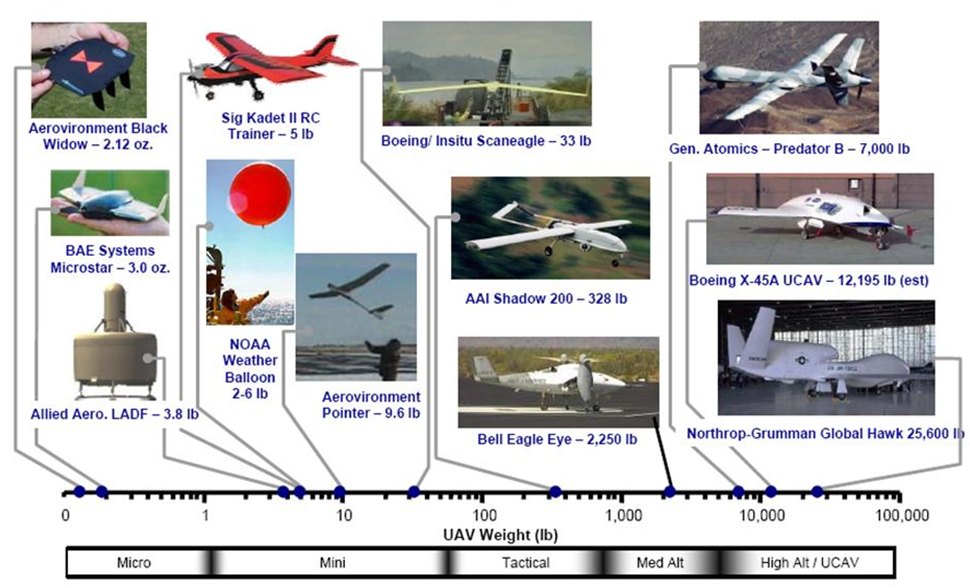 Aerovironment Black
Widow – 2.12 oz.
BAE Systems
Microstar – 3.0 oz.
Allied Aero. LADF – 3.8 lb
Sig Kadet II RC
Trainer – 5 lb
NOAA
Weather
Balloon
2-6 lb
Aerovironment
Pointer – 9.6 lb
Boeing/ Insitu Scaneagle – 33 lb
AAI Shadow 200 – 328 lb
Bell Eagle Eye – 2,250 lb
Gen. Atomics – Predator B – 7,000 lb
Boeing X-45A UCAV – 12,195 lb (est)
Northrop-Grumman Global Hawk 25,600 lb
0 1 10 100 1,000 10,000 100,000
UAV Weight (lb)
Micro Mini Tactical Med Alt High Alt / UCAV